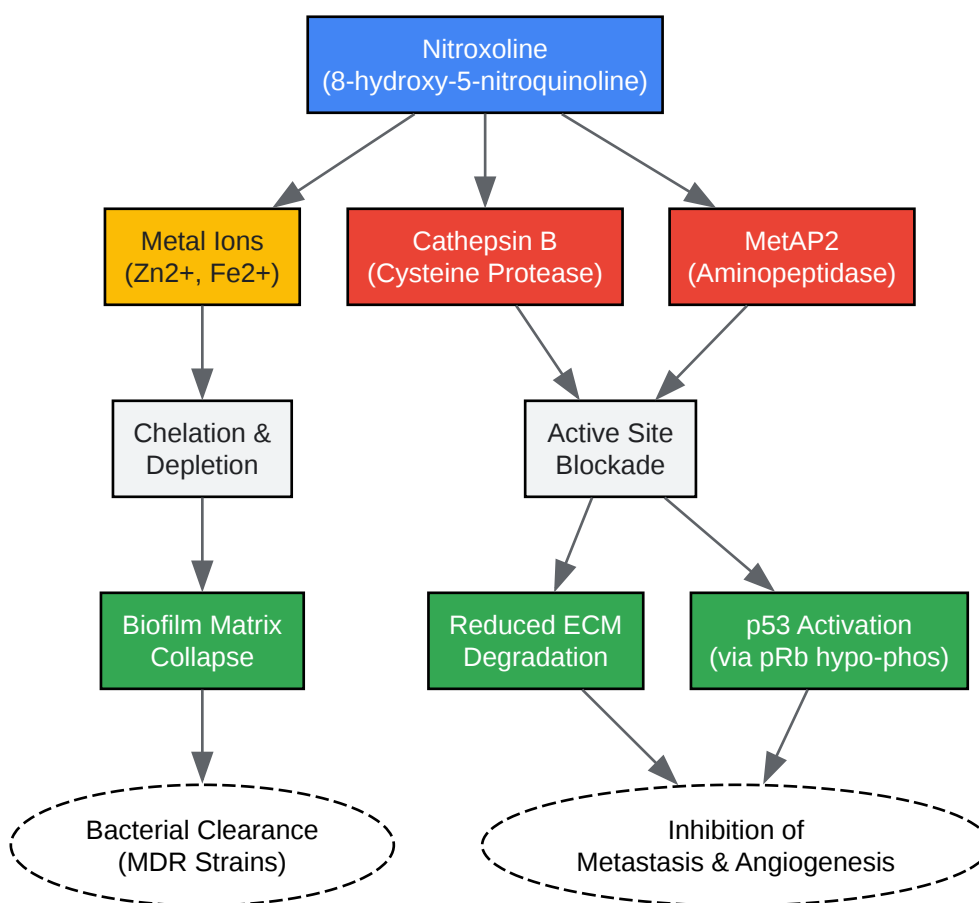 Nitroxoline
(8-hydroxy-5-nitroquinoline)
Metal Ions
(Zn2+, Fe2+)
Cathepsin B
(Cysteine Protease)
MetAP2
(Aminopeptidase)
Chelation &
Depletion
Active Site
Blockade
Biofilm Matrix
Collapse
Reduced ECM
Degradation
p53 Activation
(via pRb hypo-phos)
Bacterial Clearance
(MDR Strains)
Inhibition of
Metastasis & Angiogenesis